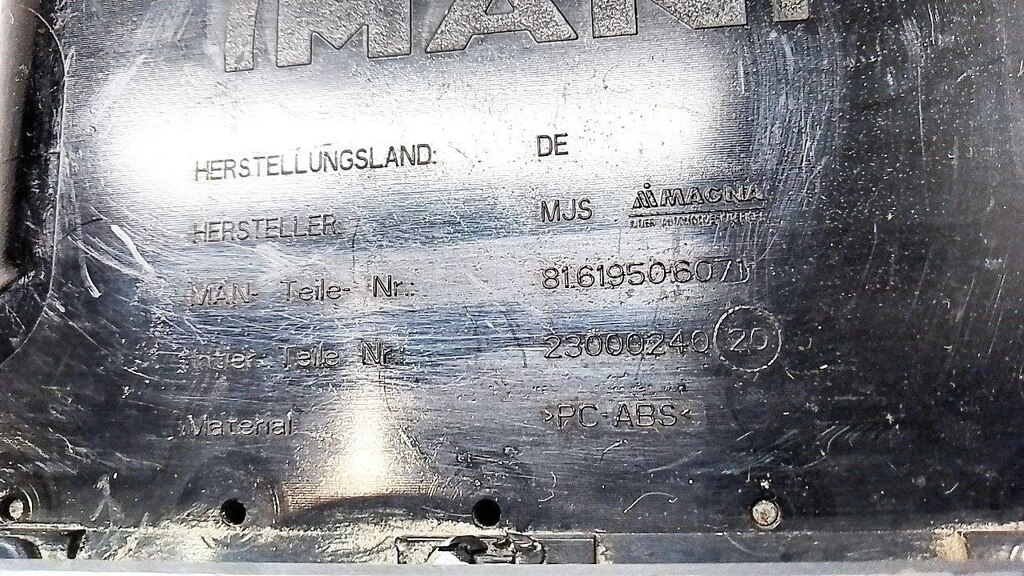 MAN
HERSTELLUNGSLAND: DE
HERSTELLER: MJS MAGNA
MAN- Teile- Nr.: 81.61950-6071
Teile Nr.: 23000240 20
Material: >PC-ABS<